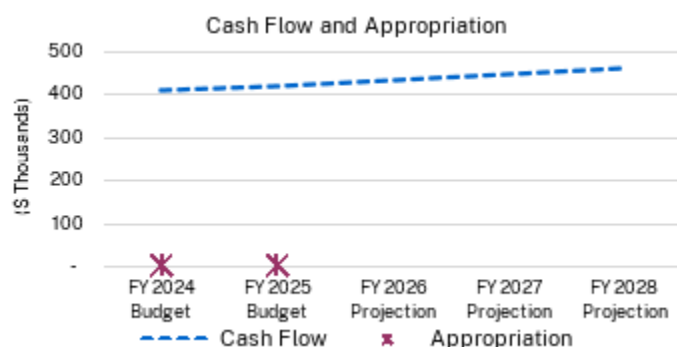 Cash Flow and Appropriation
($ Thousands)
500
400
300
200
100
-
FY 2024 Budget
FY 2025 Budget
FY 2026 Projection
FY 2027 Projection
FY 2028 Projection
Cash Flow
Appropriation